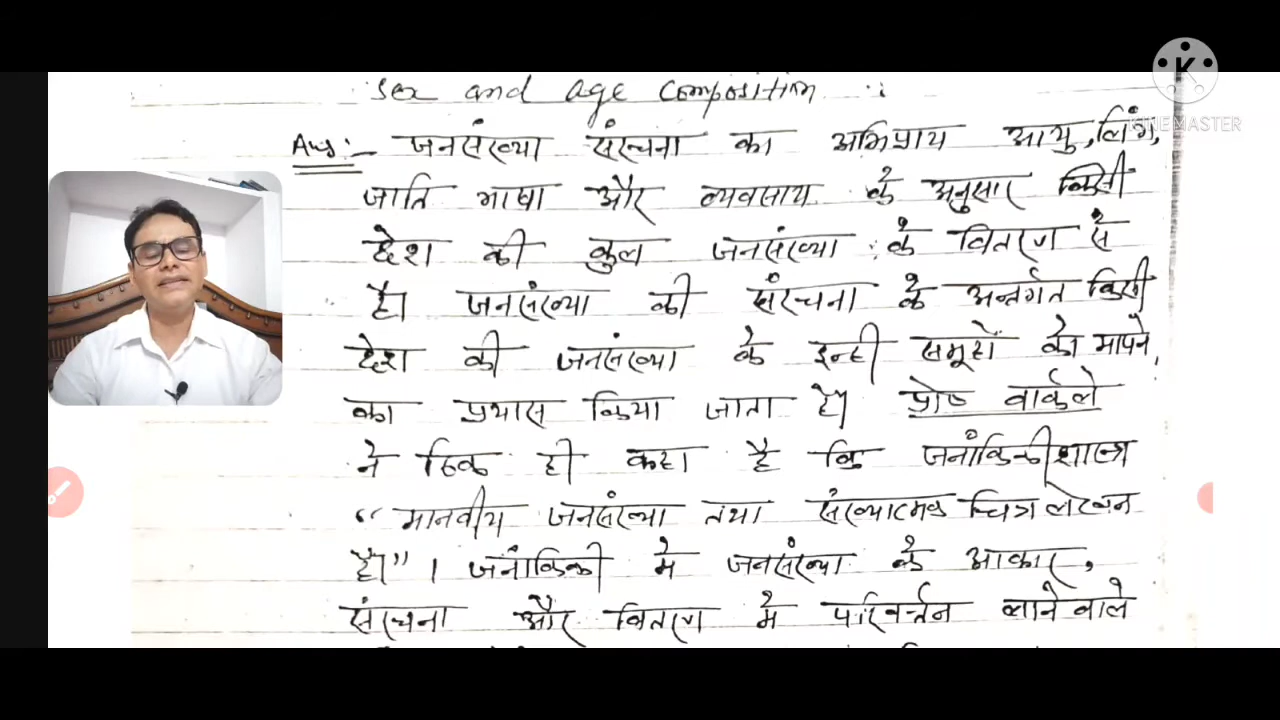 sex and age composition :
K
KINEMASTER
Ans:- जनसंख्या संरचना का अभिप्राय आयु, लिंग,
जाति भाषा और व्यवसाय के अनुसार किसी
देश की कुल जनसंख्या के वितरण से
है। जनसंख्या की संरचना के अन्तर्गत किसी
देश की जनसंख्या के इन्ही समूहों को मापने
का प्रयास किया जाता है। प्रोo वार्कले
ने ठिक ही कहा है कि जनांकिकीशास्त्र
“मानवीय जनसंख्या तथा संख्यात्मक चित्र लेखन
है।”। जनांकिकी मे जनसंख्या के आकार,
संरचना और वितरण मे परिवर्त्तन लाने वाले